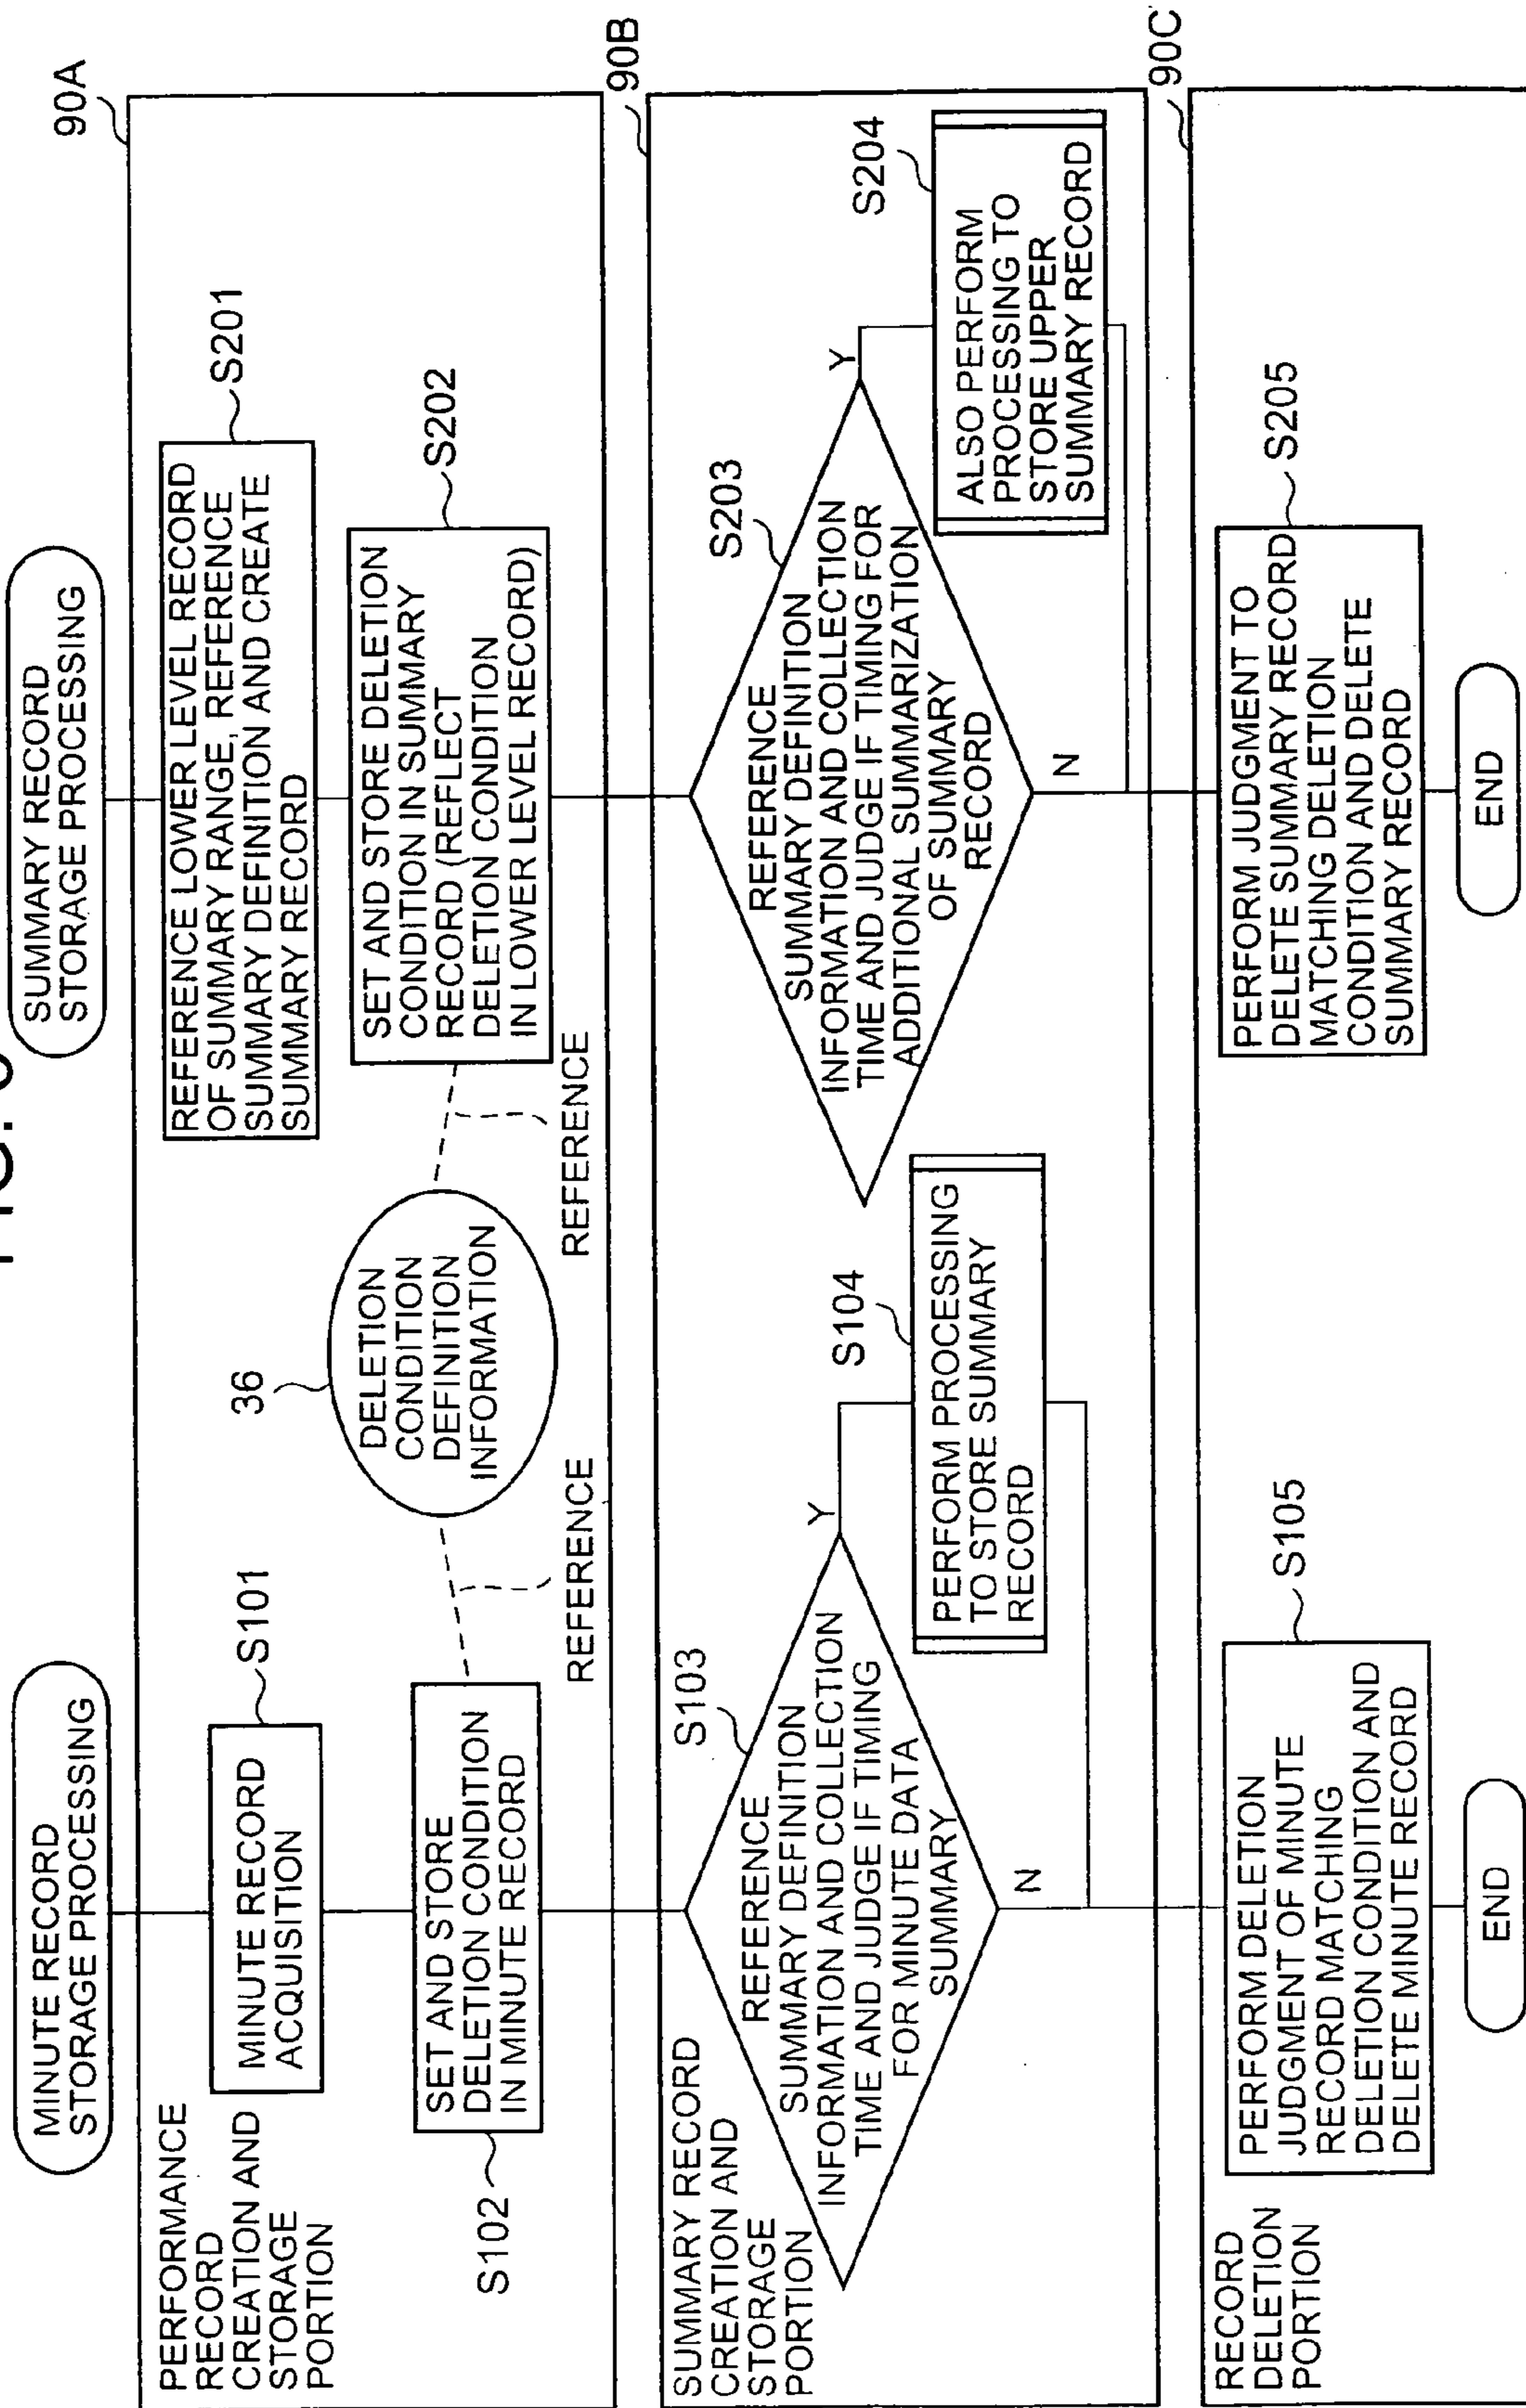 MINUTE RECORD
STORAGE PROCESSING
SUMMARY RECORD
STORAGE PROCESSING
90A
PERFORMANCE
RECORD
CREATION AND
STORAGE
PORTION
MINUTE RECORD
ACQUISITION
S101
SET AND STORE
DELETION CONDITION
IN MINUTE RECORD
S102
REFERENCE
36
DELETION
CONDITION
DEFINITION
INFORMATION
REFERENCE
REFERENCE LOWER LEVEL RECORD
OF SUMMARY RANGE, REFERENCE
SUMMARY DEFINITION AND CREATE
SUMMARY RECORD
S201
SET AND STORE DELETION
CONDITION IN SUMMARY
RECORD (REFLECT
DELETION CONDITION
IN LOWER LEVEL RECORD)
S202
90B
SUMMARY RECORD
CREATION AND
STORAGE
PORTION
REFERENCE
SUMMARY DEFINITION
INFORMATION AND COLLECTION
TIME AND JUDGE IF TIMING
FOR MINUTE DATA
SUMMARY
S103
Y
N
S104
PERFORM PROCESSING
TO STORE SUMMARY
RECORD
REFERENCE
SUMMARY DEFINITION
INFORMATION AND COLLECTION
TIME AND JUDGE IF TIMING FOR
ADDITIONAL SUMMARIZATION
OF SUMMARY
RECORD
S203
Y
N
S204
ALSO PERFORM
PROCESSING TO
STORE UPPER
SUMMARY RECORD
90C
RECORD
DELETION
PORTION
PERFORM DELETION
JUDGMENT OF MINUTE
RECORD MATCHING
DELETION CONDITION AND
DELETE MINUTE RECORD
S105
PERFORM JUDGMENT TO
DELETE SUMMARY RECORD
MATCHING DELETION
CONDITION AND DELETE
SUMMARY RECORD
S205
END
END